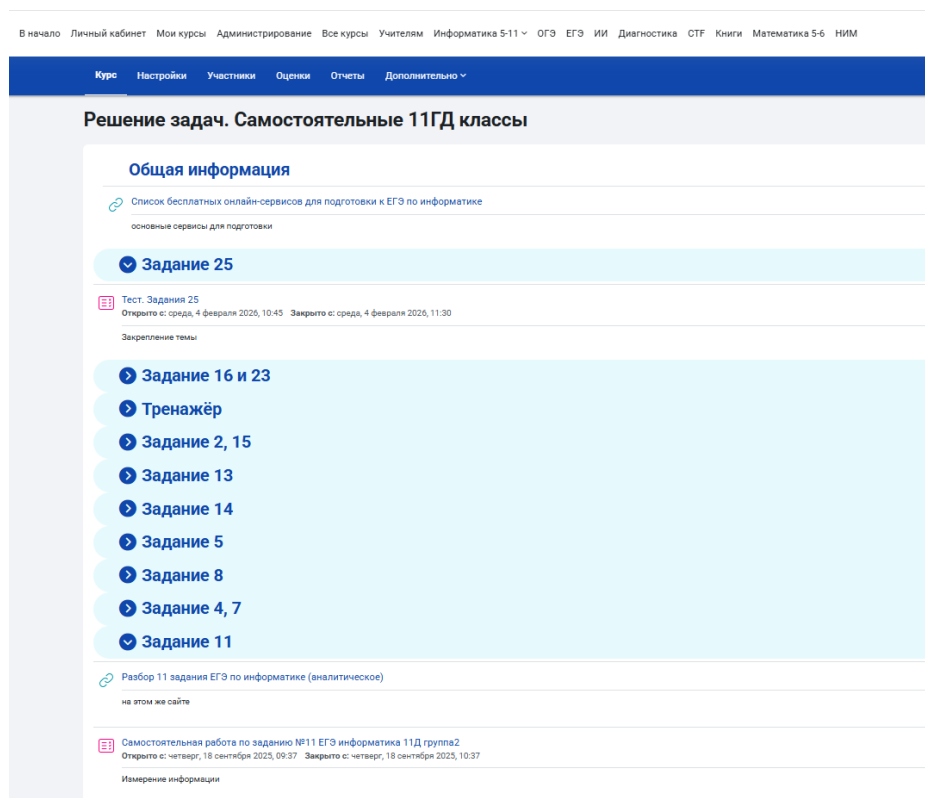 В начало Личный кабинет Мои курсы Администрирование Все курсы Учителям Информатика 5-11 ОГЭ ЕГЭ ИИ Диагностика CTF Книги Математика 5-6 НИМ
Курс Настройки Участники Оценки Отчеты Дополнительно
Решение задач. Самостоятельные 11ГД классы
Общая информация
Список бесплатных онлайн-сервисов для подготовки к ЕГЭ по информатике
основные сервисы для подготовки
Задание 25
Тест. Задания 25
Открыто с: среда, 4 февраля 2026, 10:45 Закрыто с: среда, 4 февраля 2026, 11:30
Закрепление темы
Задание 16 и 23
Тренажёр
Задание 2, 15
Задание 13
Задание 14
Задание 5
Задание 8
Задание 4, 7
Задание 11
Разбор 11 задания ЕГЭ по информатике (аналитическое)
на этом же сайте
Самостоятельная работа по заданию №11 ЕГЭ информатика 11Д группа2
Открыто с: четверг, 18 сентября 2025, 09:37 Закрыто с: четверг, 18 сентября 2025, 10:37
Измерение информации